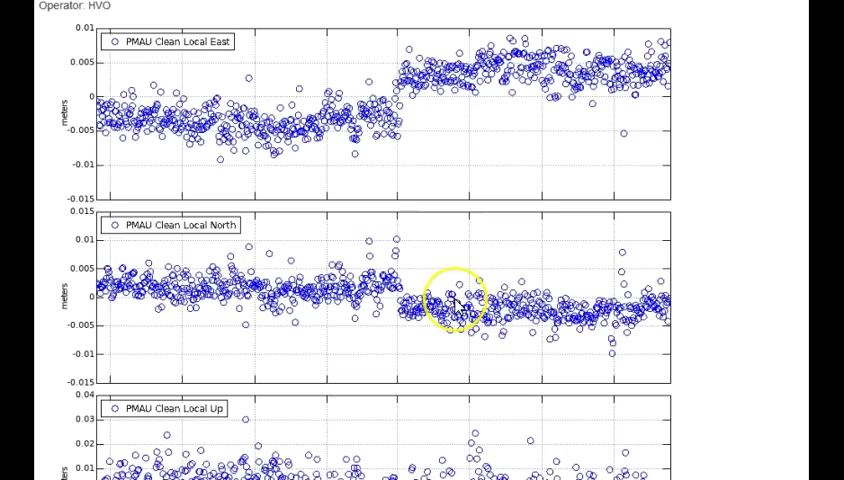 Operator: HVO
0.01
PMAU Clean Local East
0.005
0
meters
-0.005
-0.01
-0.015
0.015
PMAU Clean Local North
0.010
0.005
0
meters
-0.005
-0.01
-0.015
0.04
PMAU Clean Local Up
0.03
0.02
0.01